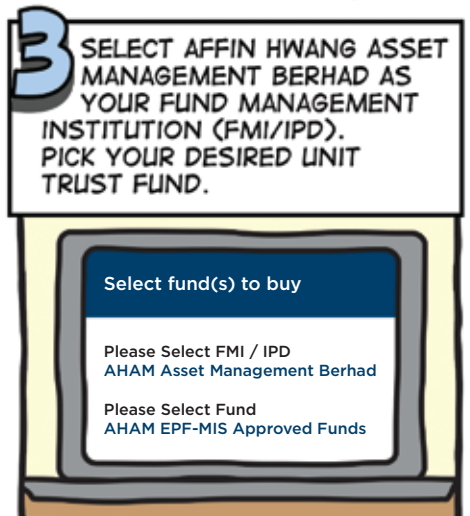 3
SELECT AFFIN HWANG ASSET
MANAGEMENT BERHAD AS
YOUR FUND MANAGEMENT
INSTITUTION (FMI/IPD).
PICK YOUR DESIRED UNIT
TRUST FUND.
Select fund(s) to buy
Please Select FMI / IPD
AHAM Asset Management Berhad
Please Select Fund
AHAM EPF-MIS Approved Funds